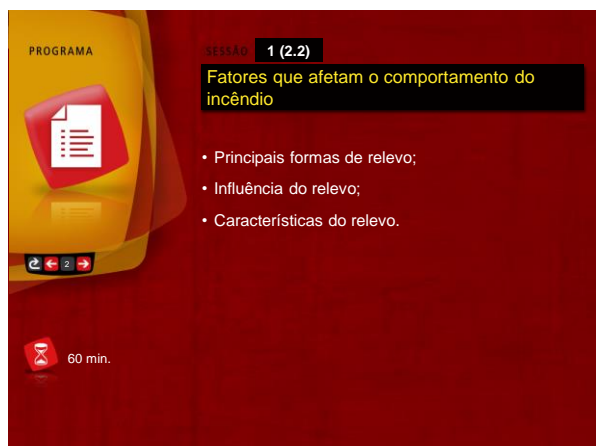 PROGRAMA
SESSÃO 1 (2.2)
Fatores que afetam o comportamento do
incêndio
• Principais formas de relevo;
• Influência do relevo;
• Características do relevo.
2
60 min.